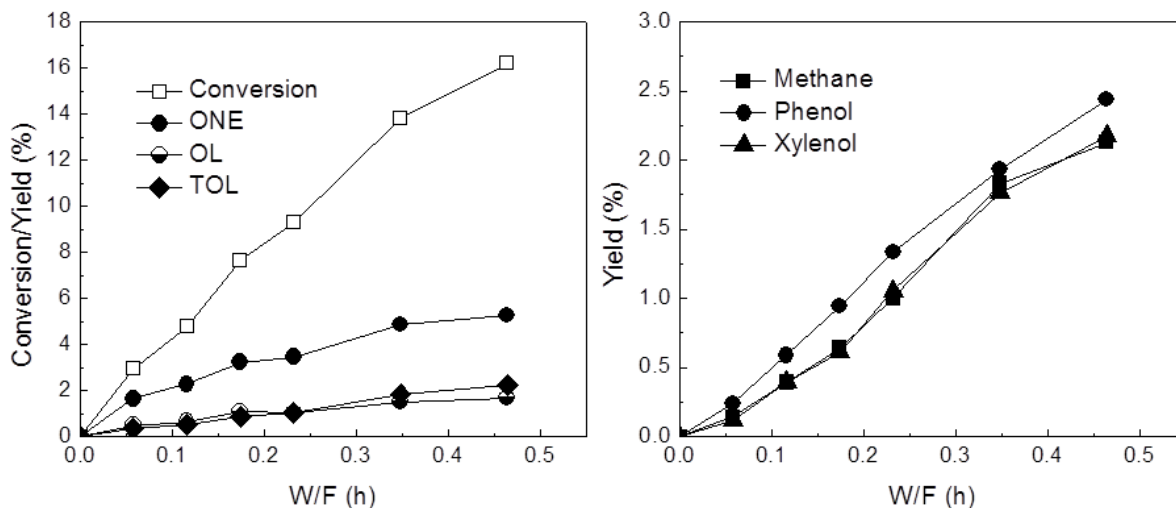 Conversion/Yield (%)
18
16
14
12
10
8
6
4
2
0
Conversion
ONE
OL
TOL
0.0 0.1 0.2 0.3 0.4 0.5
W/F (h)
Yield (%)
3.0
2.5
2.0
1.5
1.0
0.5
0.0
Methane
Phenol
Xylenol
0.0 0.1 0.2 0.3 0.4 0.5
W/F (h)